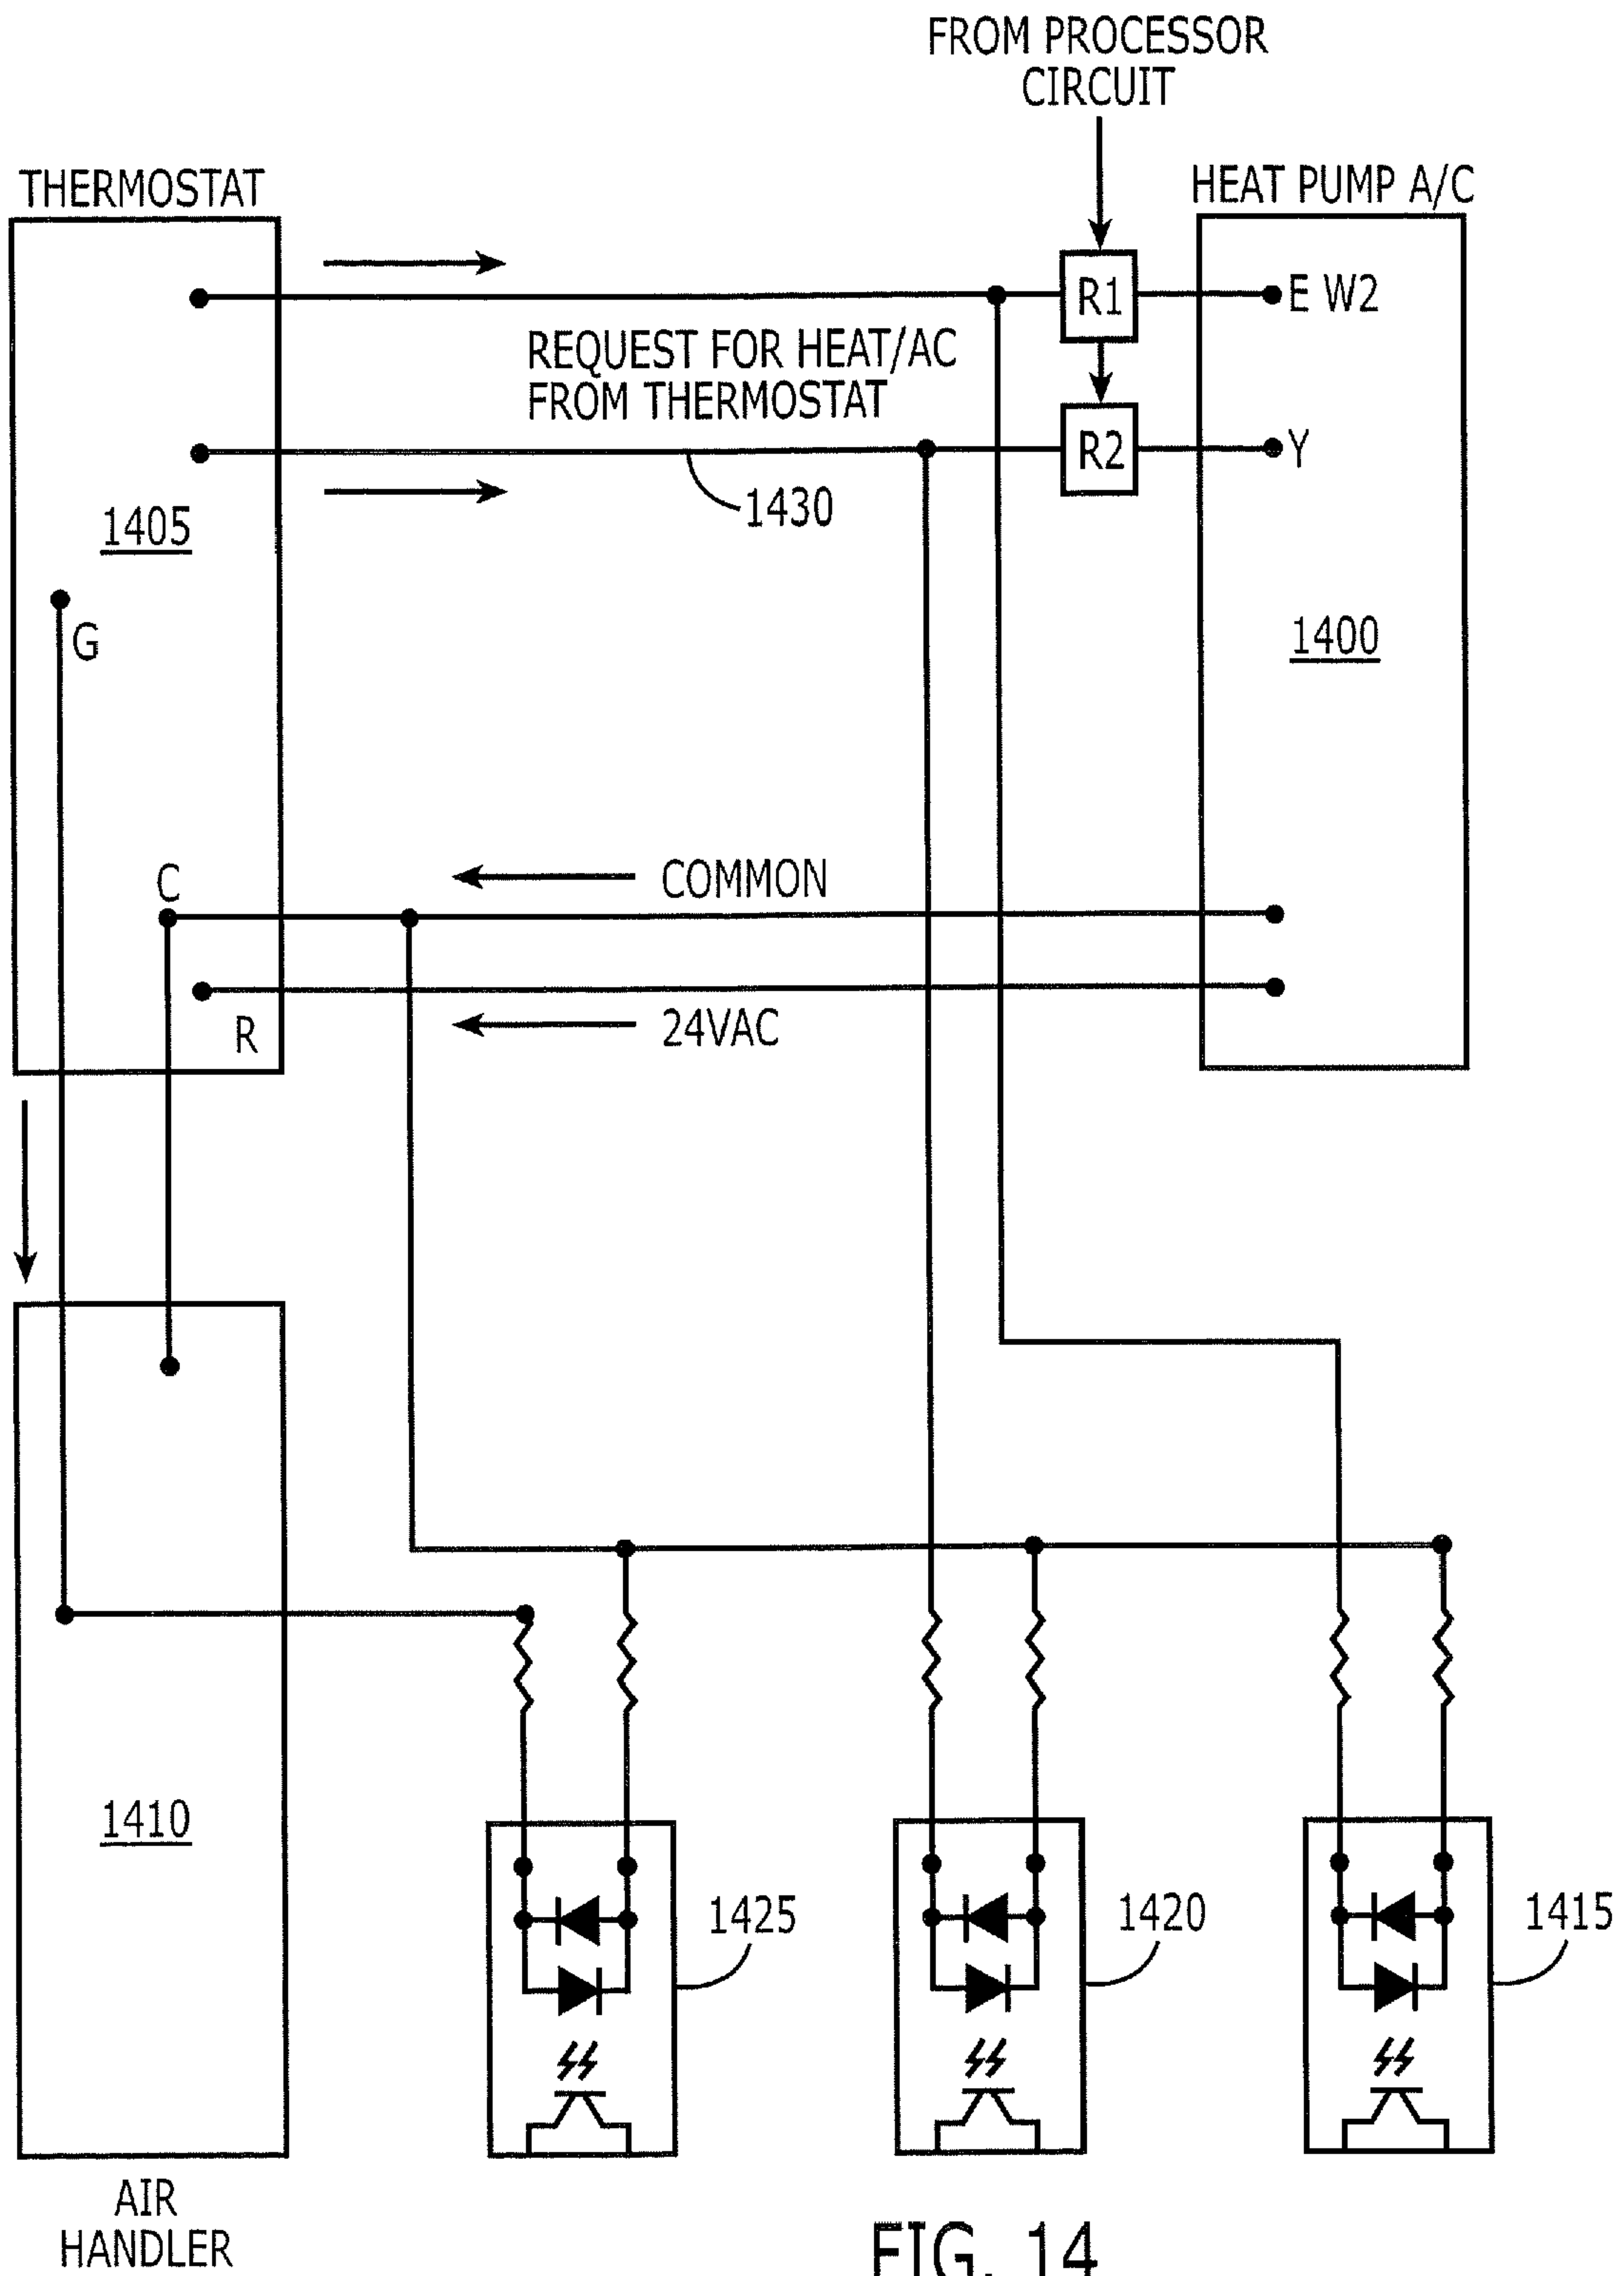 FROM PROCESSOR
CIRCUIT
THERMOSTAT
HEAT PUMP A/C
R1
E W2
REQUEST FOR HEAT/AC
FROM THERMOSTAT
R2
Y
1430
1405
G
1400
C
COMMON
R
24VAC
1410
1425
1420
1415
AIR
HANDLER
FIG. 14